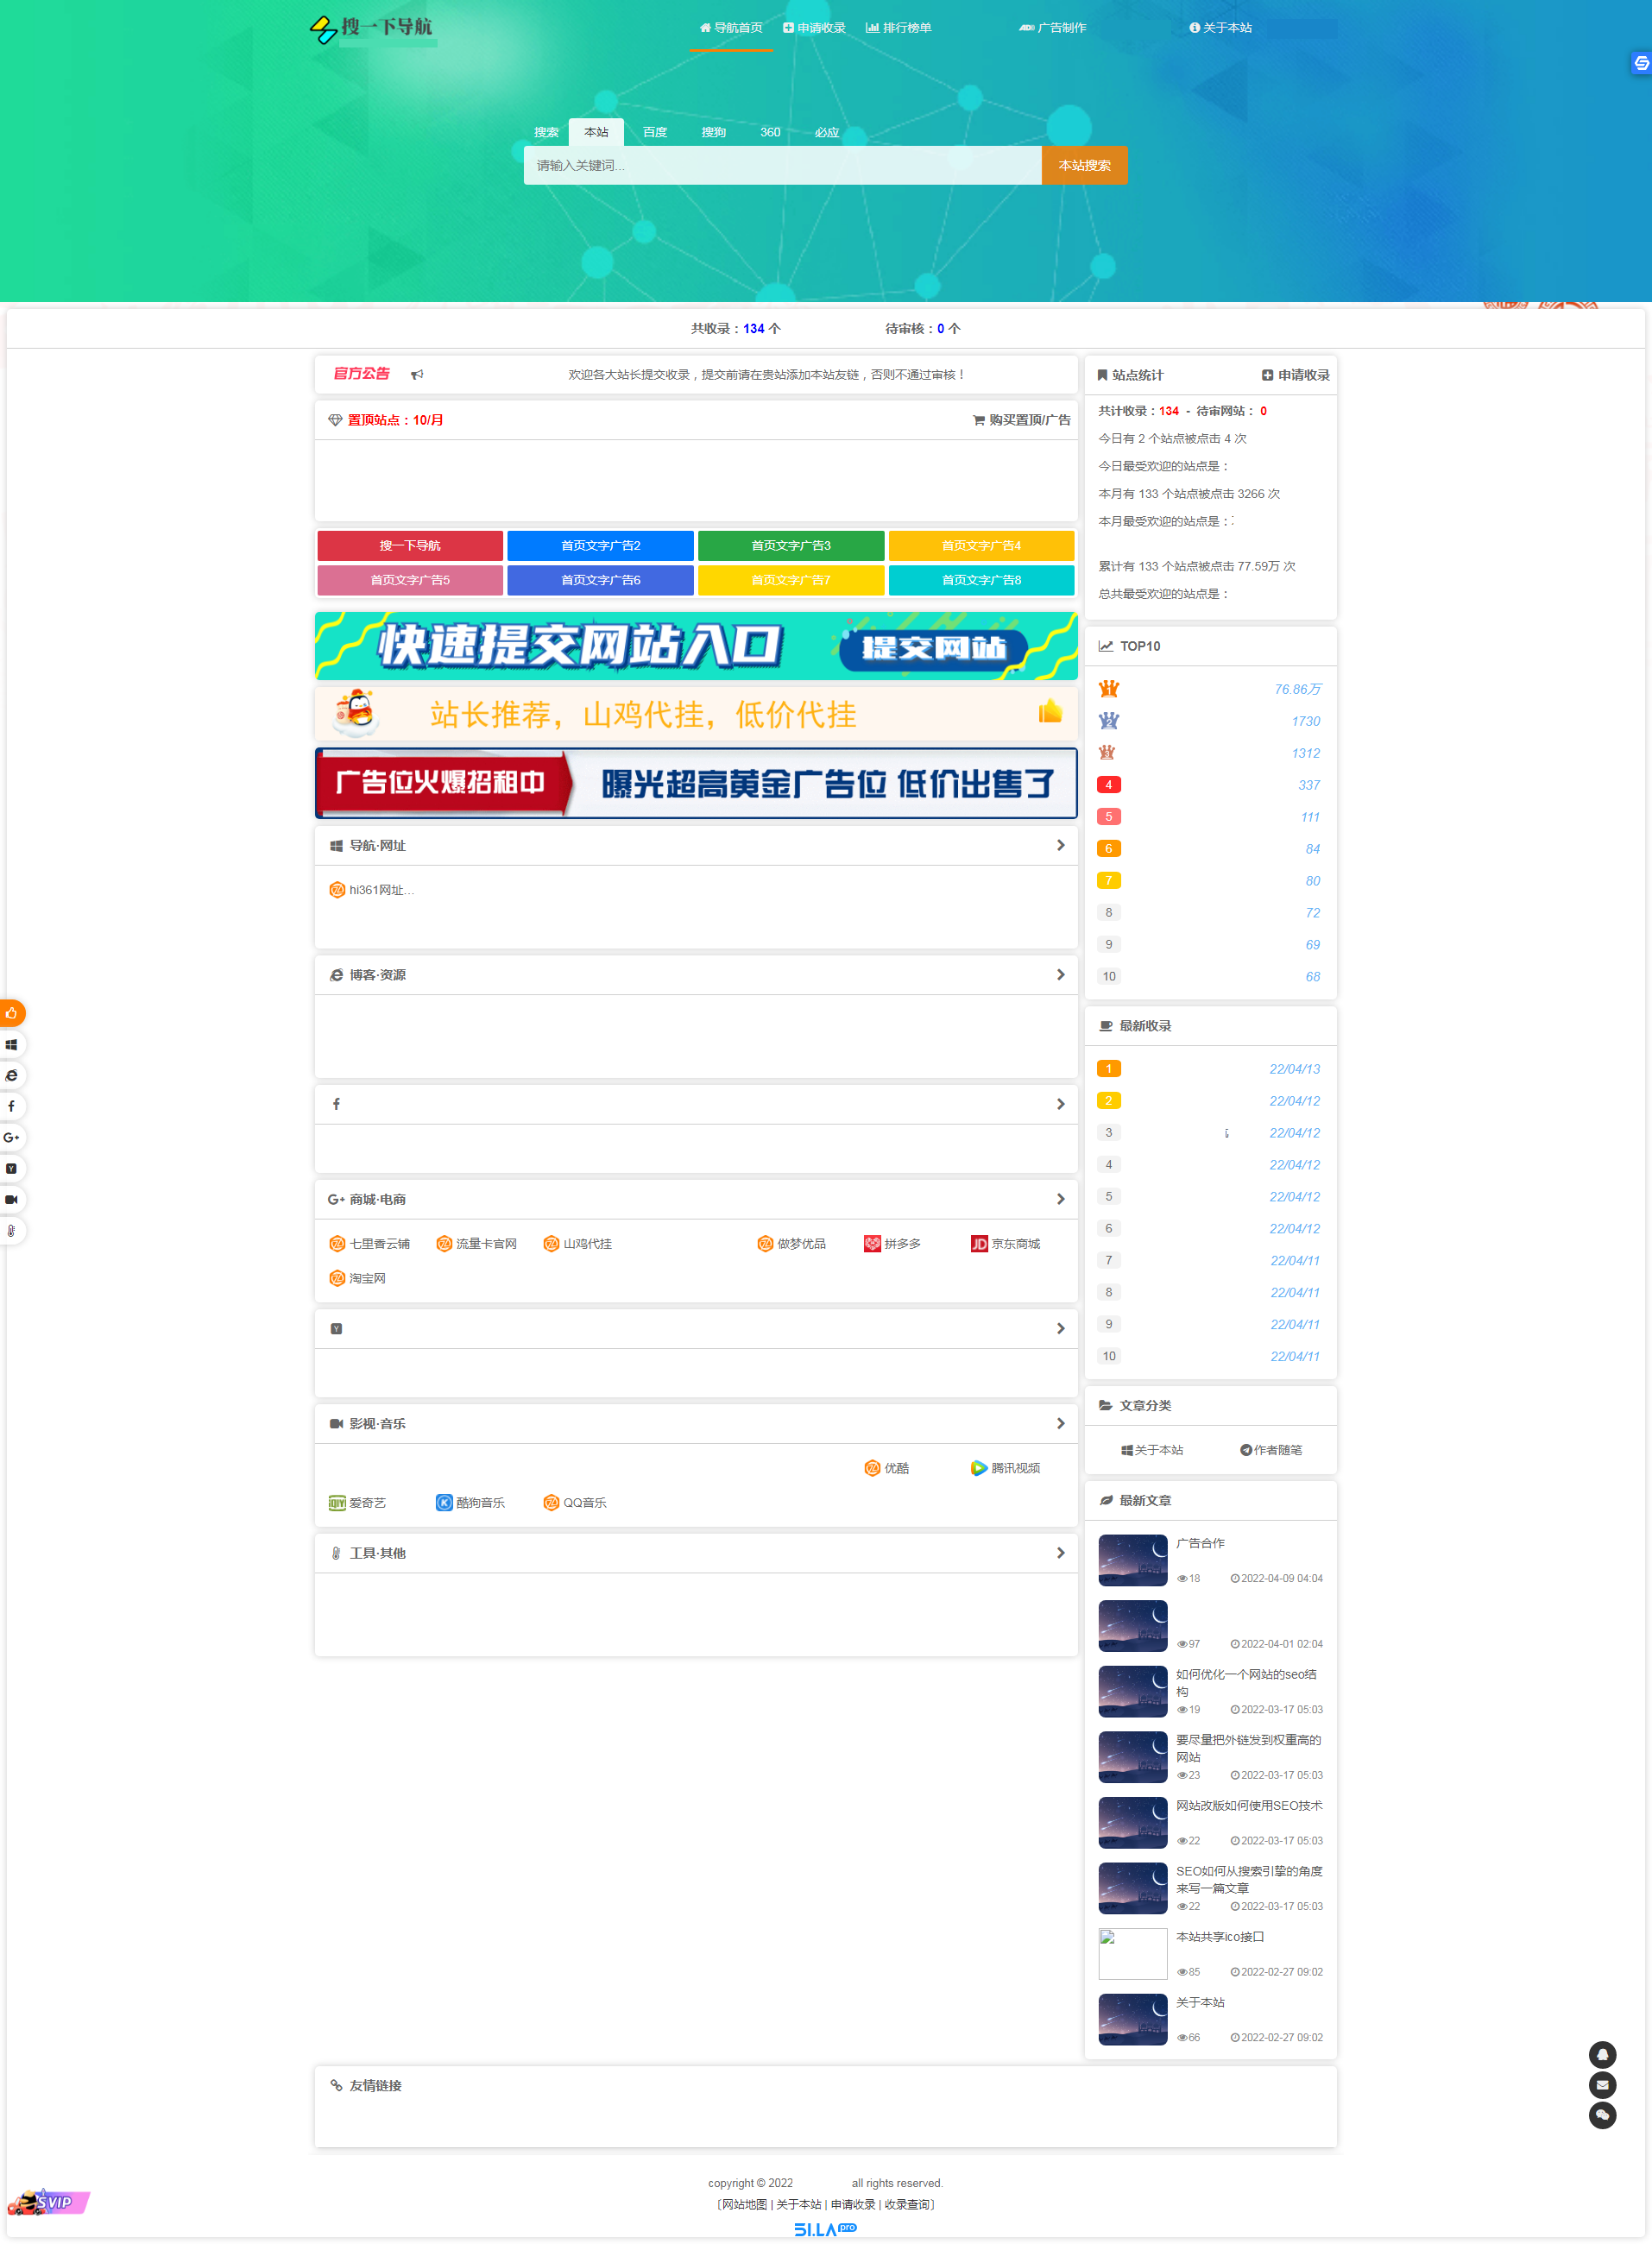 搜一下导航
导航首页 申请收录 排行榜单 广告制作 关于本站
搜索 本站 百度 搜狗 360 必应
请输入关键词... 本站搜索
共收录：134 个 待审核：0 个
官方公告 欢迎各大站长提交收录，提交前请在贵站添加本站友链，否则不通过审核！
置顶站点：10/月 购买置顶/广告
搜一下导航 首页文字广告2 首页文字广告3 首页文字广告4
首页文字广告5 首页文字广告6 首页文字广告7 首页文字广告8
快速提交网站入口 提交网站
站长推荐，山鸡代挂，低价代挂
广告位火爆招租中 曝光超高黄金广告位 低价出售了
导航·网址
hi361网址...
博客·资源
商城·电商
七里香云铺 流量卡官网 山鸡代挂 做梦优品 拼多多 京东商城
淘宝网
影视·音乐
优酷 腾讯视频
爱奇艺 酷狗音乐 QQ音乐
工具·其他
站点统计 申请收录
共计收录：134 - 待审网站： 0
今日有 2 个站点被点击 4 次
今日最受欢迎的站点是：
本月有 133 个站点被点击 3266 次
本月最受欢迎的站点是：
累计有 133 个站点被点击 77.59万 次
总共最受欢迎的站点是：
TOP10
1 76.86万
2 1730
3 1312
4 337
5 111
6 84
7 80
8 72
9 69
10 68
最新收录
1 22/04/13
2 22/04/12
3 22/04/12
4 22/04/12
5 22/04/12
6 22/04/12
7 22/04/11
8 22/04/11
9 22/04/11
10 22/04/11
文章分类
关于本站 作者随笔
最新文章
广告合作
18 2022-04-09 04:04
97 2022-04-01 02:04
如何优化一个网站的seo结
构
19 2022-03-17 05:03
要尽量把外链发到权重高的
网站
23 2022-03-17 05:03
网站改版如何使用SEO技术
22 2022-03-17 05:03
SEO如何从搜索引擎的角度
来写一篇文章
22 2022-03-17 05:03
本站共享ico接口
85 2022-02-27 09:02
关于本站
66 2022-02-27 09:02
友情链接
SVIP
copyright © 2022 all rights reserved.
〔网站地图 | 关于本站 | 申请收录 | 收录查询〕
51.LA pro